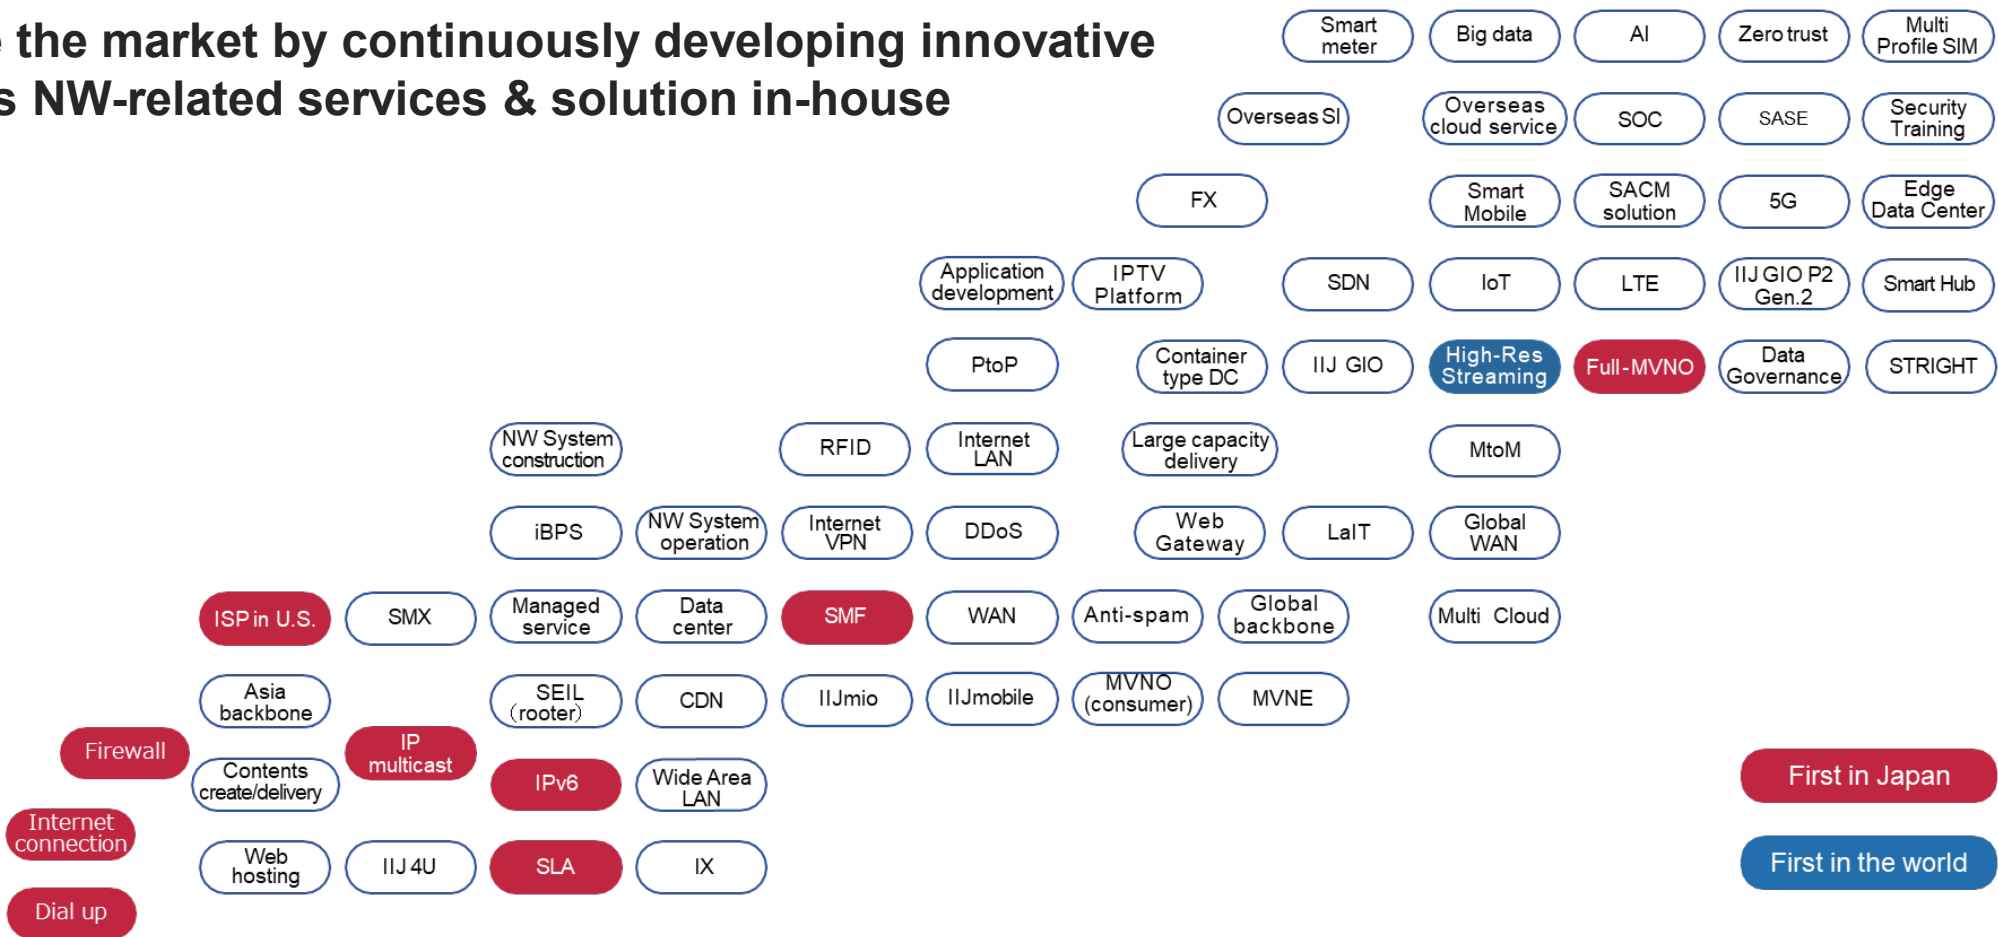 e the market by continuously developing innovative
s NW-related services & solution in-house
Smart
meter
Big data
AI
Zero trust
Multi
Profile SIM
Overseas SI
Overseas
cloud service
SOC
SASE
Security
Training
FX
Smart
Mobile
SACM
solution
5G
Edge
Data Center
Application
development
IPTV
Platform
SDN
IoT
LTE
IIJ GIO P2
Gen.2
Smart Hub
PtoP
Container
type DC
IIJ GIO
High-Res
Streaming
Full-MVNO
Data
Governance
STRIGHT
NW System
construction
RFID
Internet
LAN
Large capacity
delivery
MtoM
iBPS
NW System
operation
Internet
VPN
DDoS
Web
Gateway
LaIT
Global
WAN
ISP in U.S.
SMX
Managed
service
Data
center
SMF
WAN
Anti-spam
Global
backbone
Multi Cloud
Asia
backbone
SEIL
（rooter）
CDN
IIJmio
IIJmobile
MVNO
(consumer)
MVNE
Firewall
IP
multicast
Contents
create/delivery
IPv6
Wide Area
LAN
First in Japan
Internet
connection
Web
hosting
IIJ 4U
SLA
IX
First in the world
Dial up